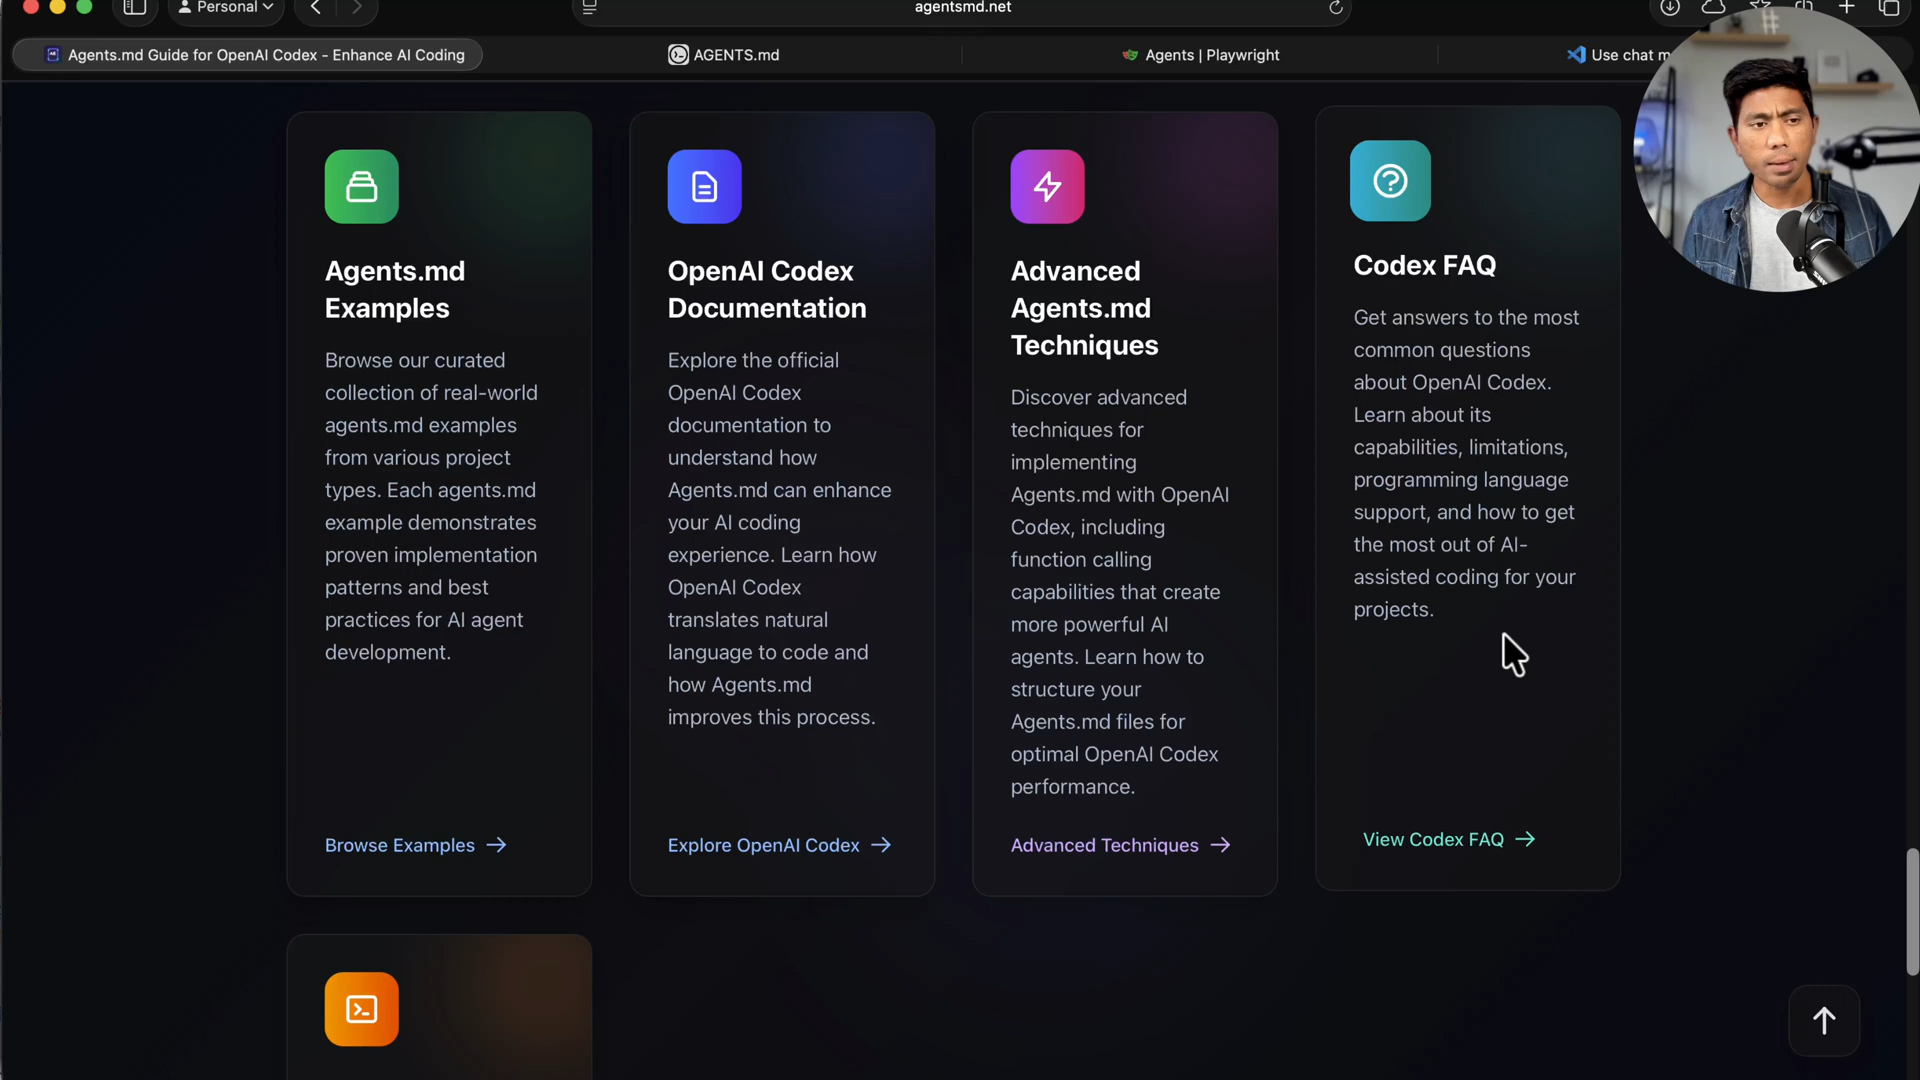 Personal
agentsmd.net
Agents.md Guide for OpenAI Codex - Enhance AI Coding
AGENTS.md
Agents | Playwright
Use chat m
Agents.md
Examples
Browse our curated
collection of real-world
agents.md examples
from various project
types. Each agents.md
example demonstrates
proven implementation
patterns and best
practices for AI agent
development.
Browse Examples
OpenAI Codex
Documentation
Explore the official
OpenAI Codex
documentation to
understand how
Agents.md can enhance
your AI coding
experience. Learn how
OpenAI Codex
translates natural
language to code and
how Agents.md
improves this process.
Explore OpenAI Codex
Advanced
Agents.md
Techniques
Discover advanced
techniques for
implementing
Agents.md with OpenAI
Codex, including
function calling
capabilities that create
more powerful AI
agents. Learn how to
structure your
Agents.md files for
optimal OpenAI Codex
performance.
Advanced Techniques
Codex FAQ
Get answers to the most
common questions
about OpenAI Codex.
Learn about its
capabilities, limitations,
programming language
support, and how to get
the most out of AI-
assisted coding for your
projects.
View Codex FAQ